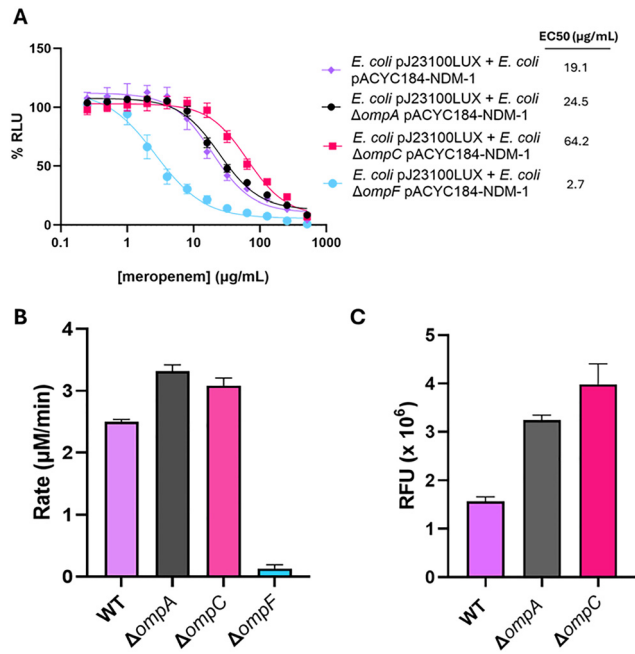 A
EC50 (µg/mL)
150
100
50
0
% RLU
0.1
1
10
100
1000
[meropenem] (µg/mL)
E. coli pJ23100LUX + E. coli
pACYC184-NDM-1
19.1
E. coli pJ23100LUX + E. coli
ΔompA pACYC184-NDM-1
24.5
E. coli pJ23100LUX + E. coli
ΔompC pACYC184-NDM-1
64.2
E. coli pJ23100LUX + E. coli
ΔompF pACYC184-NDM-1
2.7
B
4
3
2
1
0
Rate (µM/min)
WT
ΔompA
ΔompC
ΔompF
C
5
4
3
2
1
0
RFU (x 10⁶)
WT
ΔompA
ΔompC